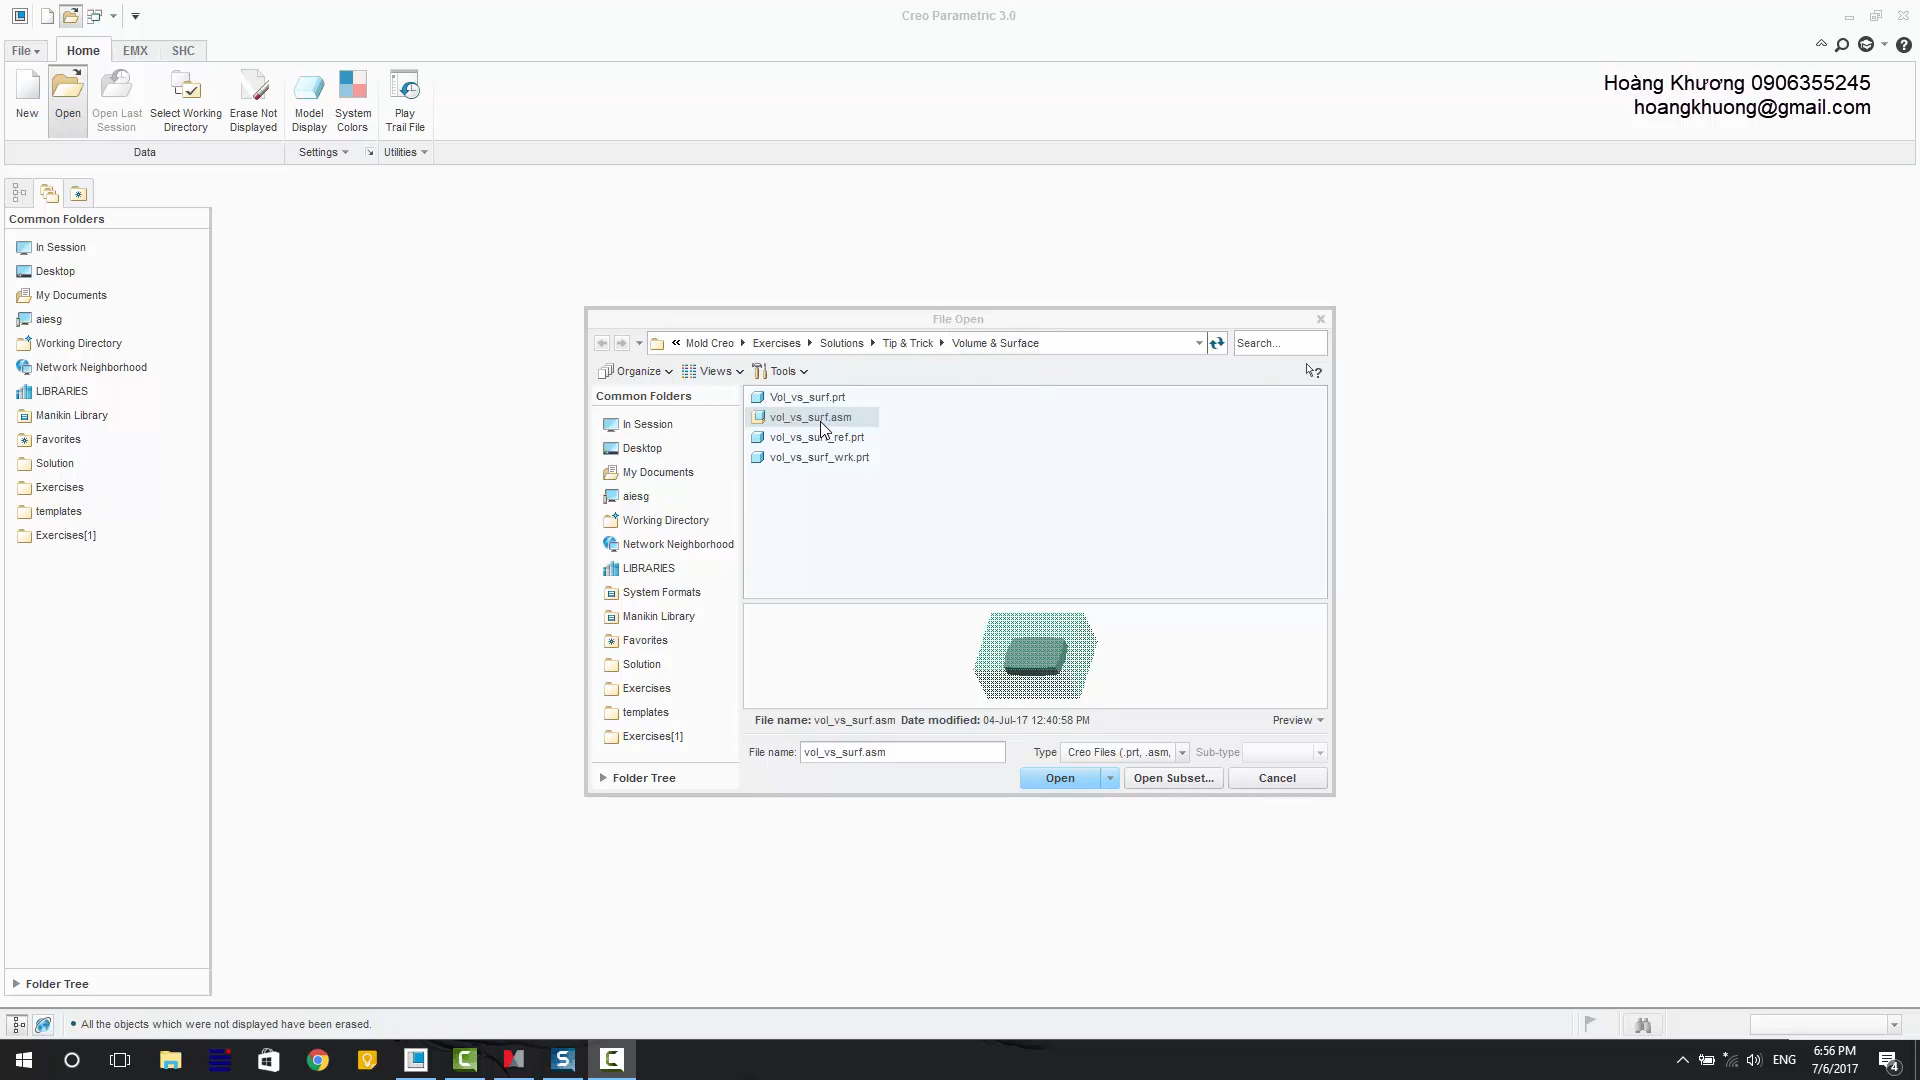 Creo Parametric 3.0
File
Home
EMX
SHC
New
Open
Open Last
Session
Select Working
Directory
Erase Not
Displayed
Model
Display
System
Colors
Play
Trail File
Data
Settings
Utilities
Hoàng Khương 0906355245
hoangkhuong@gmail.com
Common Folders
In Session
Desktop
My Documents
aiesg
Working Directory
Network Neighborhood
LIBRARIES
Manikin Library
Favorites
Solution
Exercises
templates
Exercises[1]
Folder Tree
File Open
Mold Creo
Exercises
Solutions
Tip & Trick
Volume & Surface
Search...
Organize
Views
Tools
Common Folders
In Session
Desktop
My Documents
aiesg
Working Directory
Network Neighborhood
LIBRARIES
System Formats
Manikin Library
Favorites
Solution
Exercises
templates
Exercises[1]
Folder Tree
Vol_vs_surf.prt
vol_vs_surf.asm
vol_vs_surf_ref.prt
vol_vs_surf_wrk.prt
File name: vol_vs_surf.asm Date modified: 04-Jul-17 12:40:58 PM
Preview
File name: vol_vs_surf.asm
Type Creo Files (.prt, .asm,
Sub-type
Open
Open Subset...
Cancel
• All the objects which were not displayed have been erased.
ENG
6:56 PM
7/6/2017
4